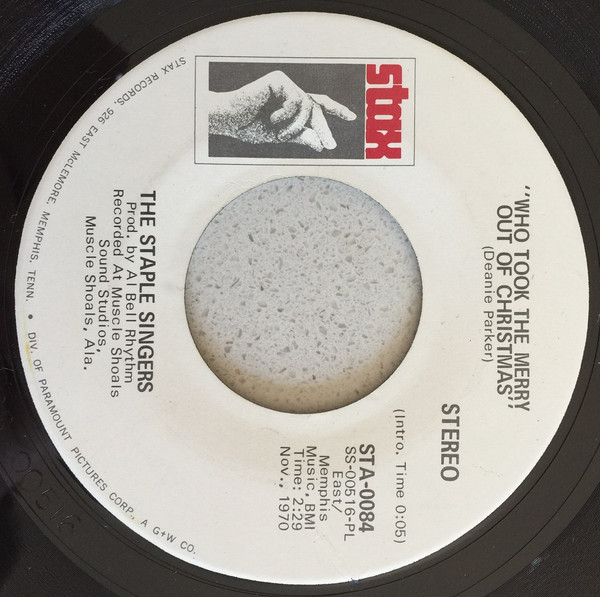 stax
"WHO TOOK THE MERRY
OUT OF CHRISTMAS"
(Deanie Parker)
STEREO
(Intro. Time 0:05)
STA-0084
SS-00516-PL
East/
Memphis
Music, BMI
Time: 2:29
Nov., 1970
THE STAPLE SINGERS
Prod. by Al Bell Rhythm
Recorded At Muscle Shoals
Sound Studios,
Muscle Shoals, Ala.
STAX RECORDS, 926 EAST McLEMORE, MEMPHIS, TENN. • DIV. OF PARAMOUNT PICTURES CORP., A G+W CO.